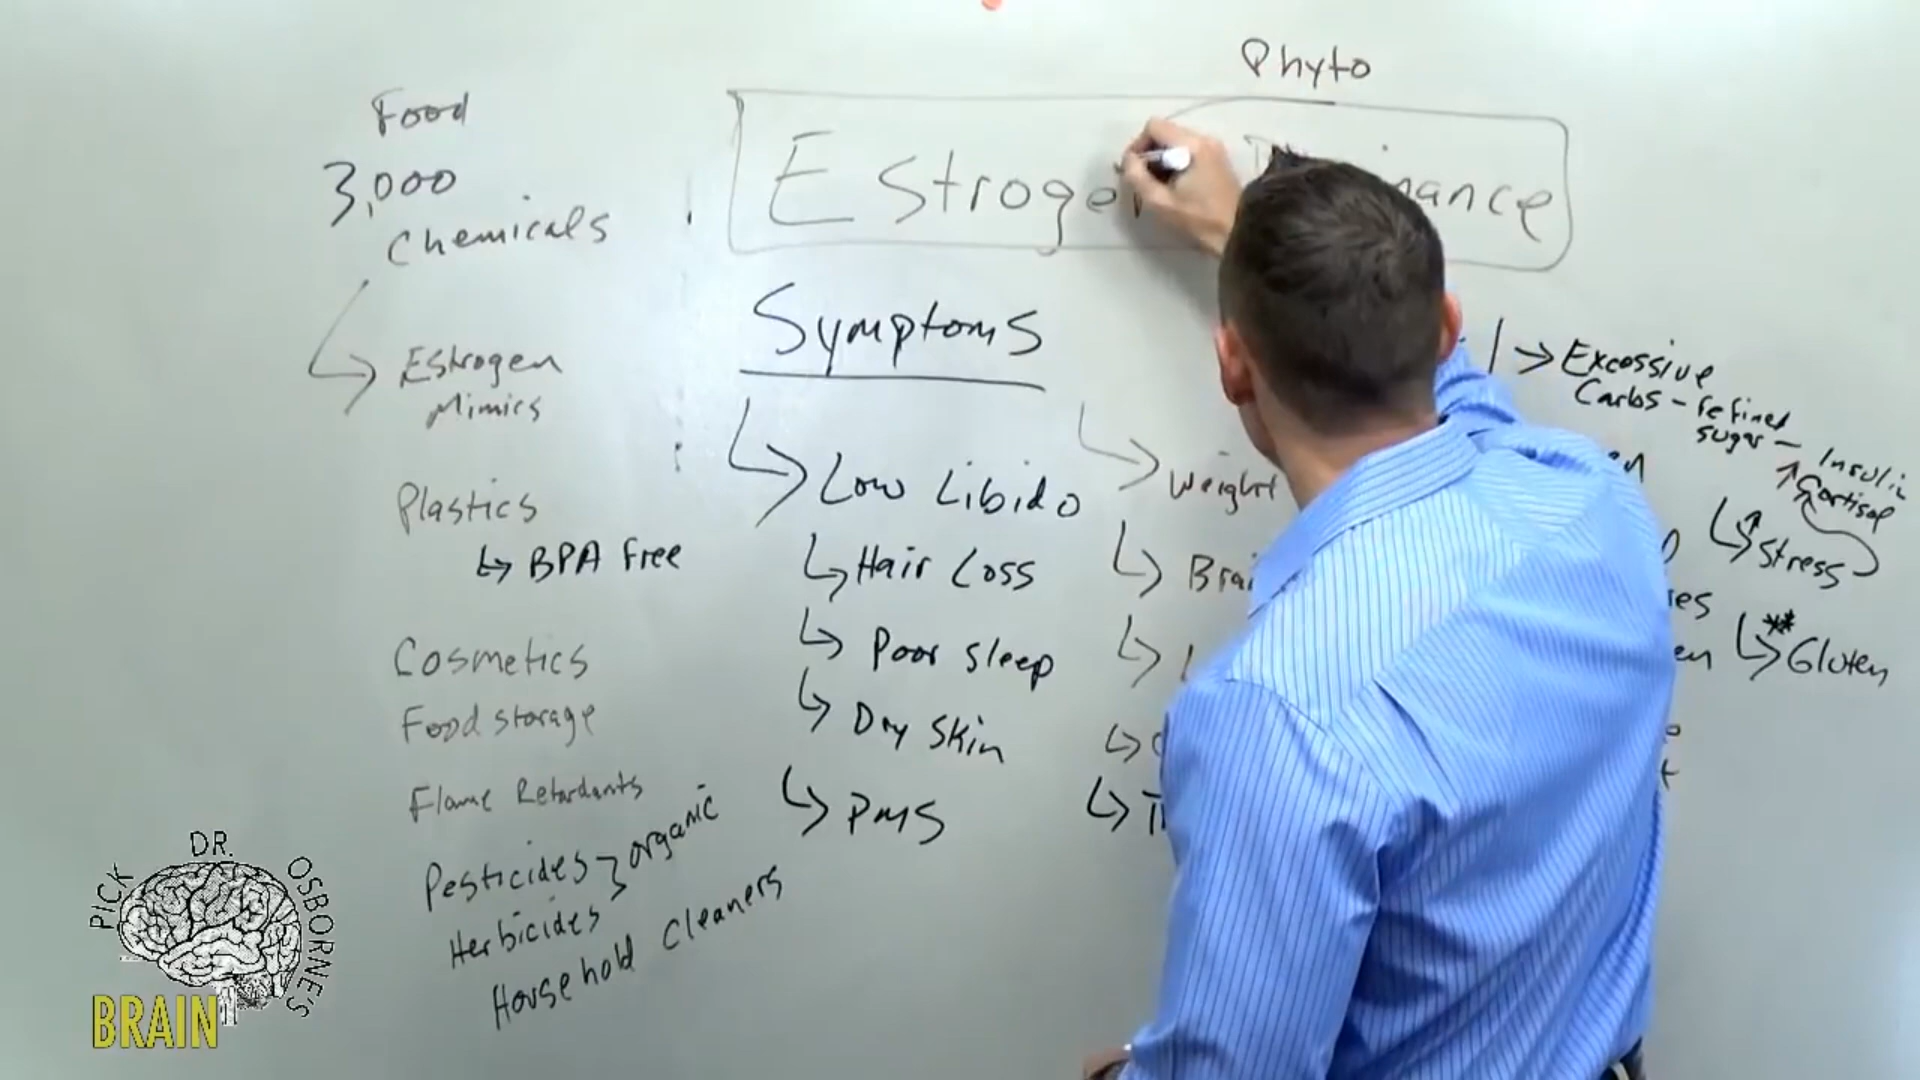 Phyto
Food
3,000
Chemicals
Estrogen
Mimics
Plastics
↳ BPA Free
Cosmetics
Food storage
Flame Retardants
Pesticides } organic
Herbicides
Household Cleaners
Symptoms
Low Libido
Hair Loss
Poor Sleep
Dry Skin
PMS
Weight
→ Excessive
Carbs - refined
sugar - Insulin
↑ Cortisol
↑ Stress
** Gluten
PICK DR. OSBORNE'S
BRAIN